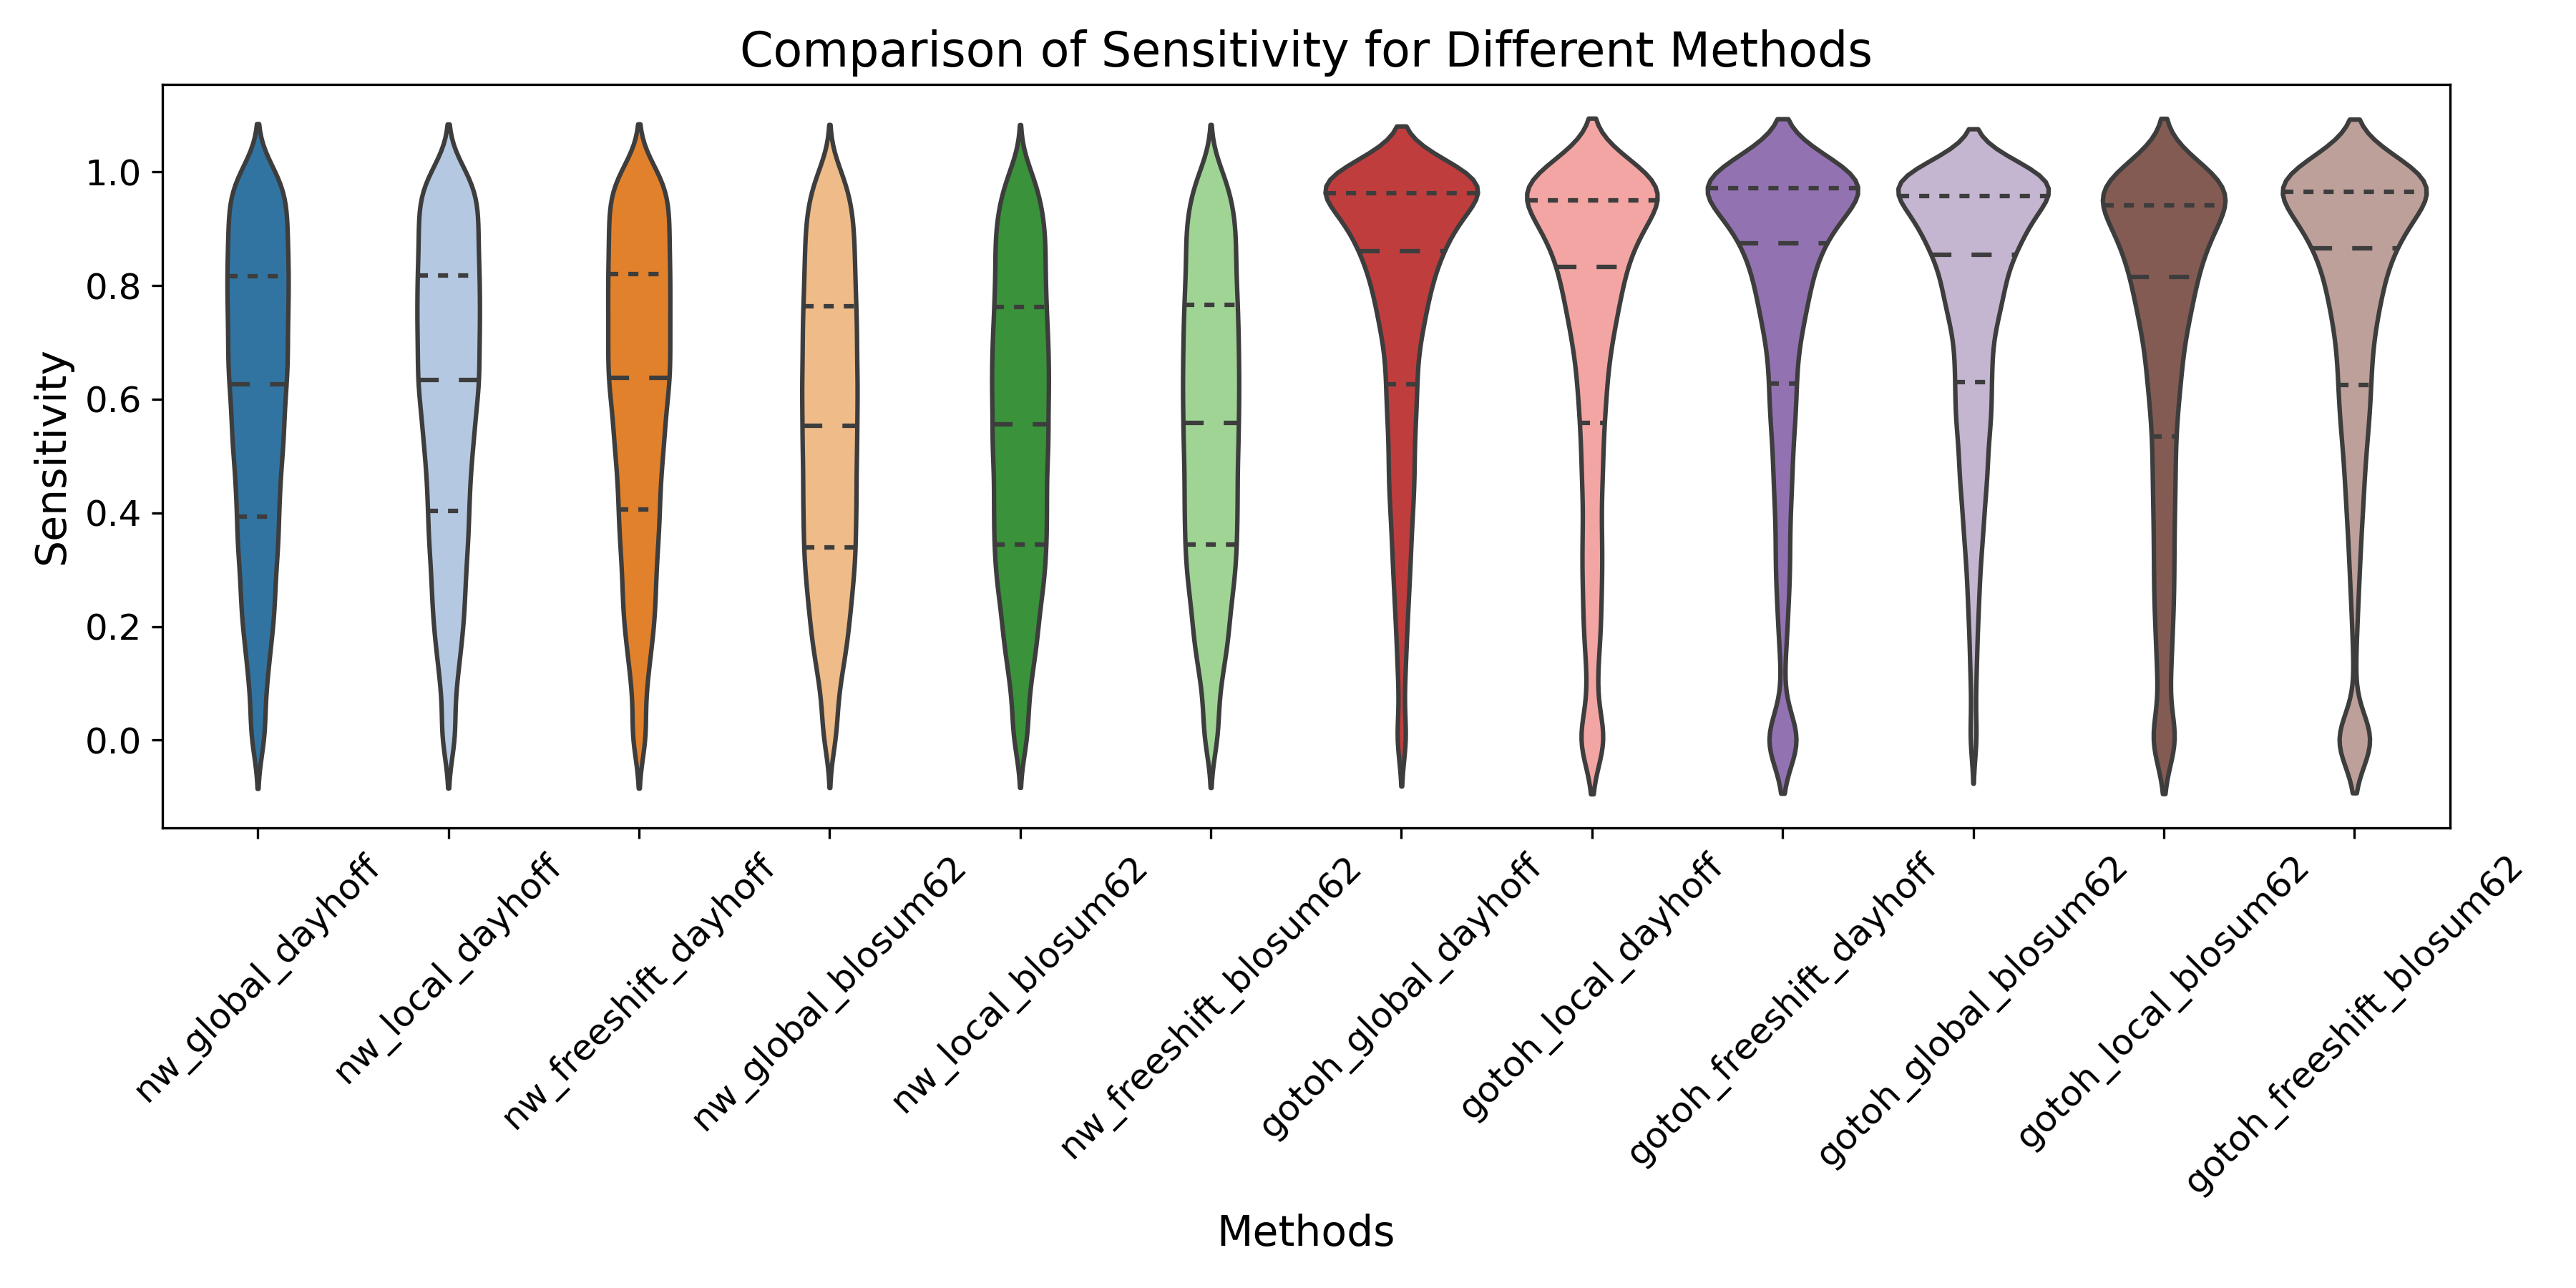 Comparison of Sensitivity for Different Methods
Sensitivity
1.0
0.8
0.6
0.4
0.2
0.0
nw_global_dayhoff
nw_local_dayhoff
nw_freeshift_dayhoff
nw_global_blosum62
nw_local_blosum62
nw_freeshift_blosum62
gotoh_global_dayhoff
gotoh_local_dayhoff
gotoh_freeshift_dayhoff
gotoh_global_blosum62
gotoh_local_blosum62
gotoh_freeshift_blosum62
Methods